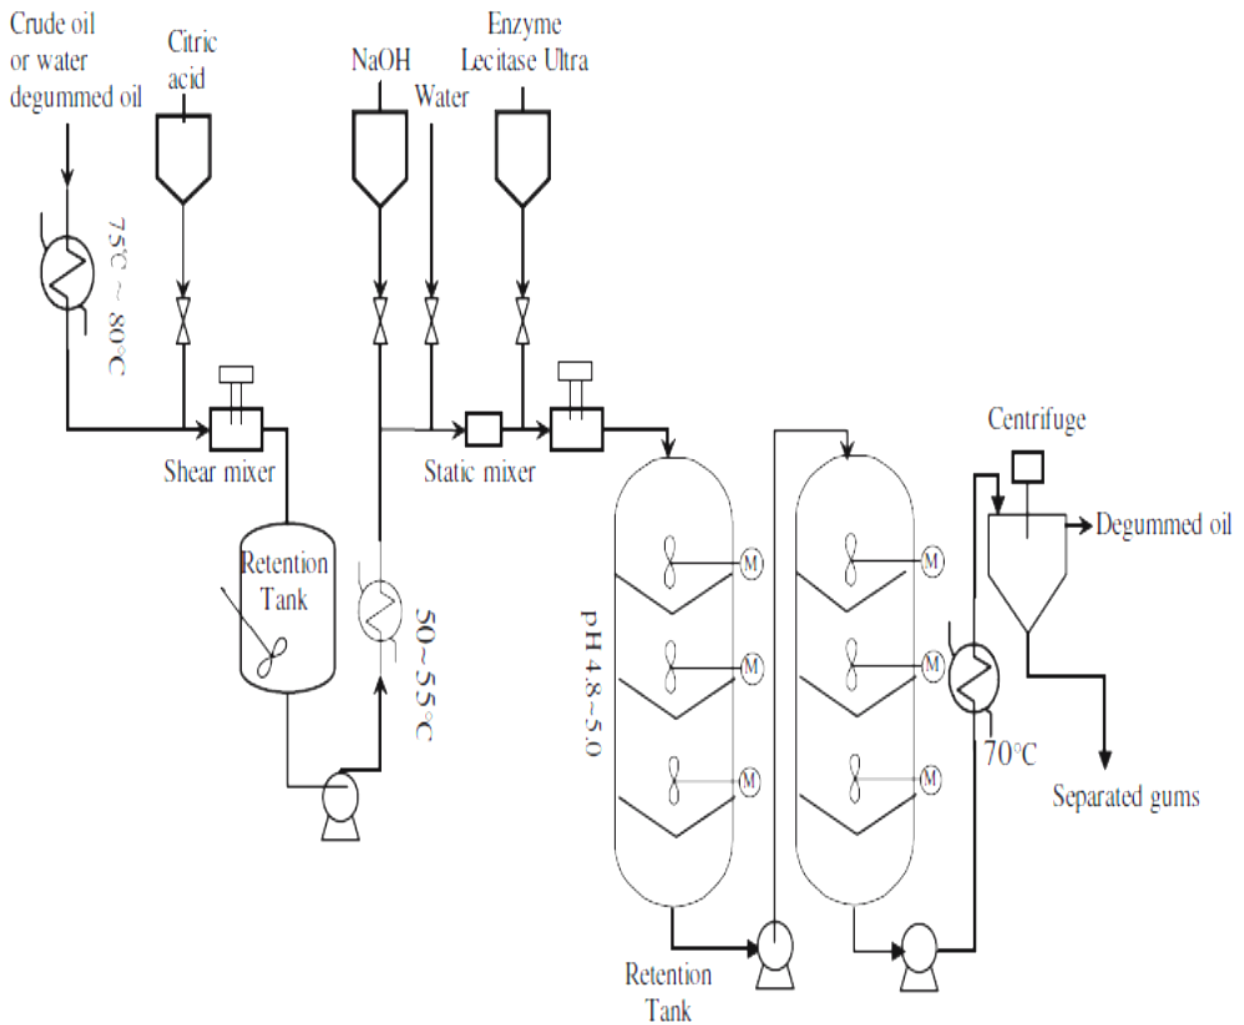 Crude oil
or water
degummed oil
Citric
acid
NaOH
Water
Enzyme
Lecitase Ultra
75℃ ~ 80℃
Shear mixer
Static mixer
Retention
Tank
50~55℃
pH4.8~5.0
M
M
M
M
M
M
Centrifuge
Degummed oil
70℃
Separated gums
Retention
Tank